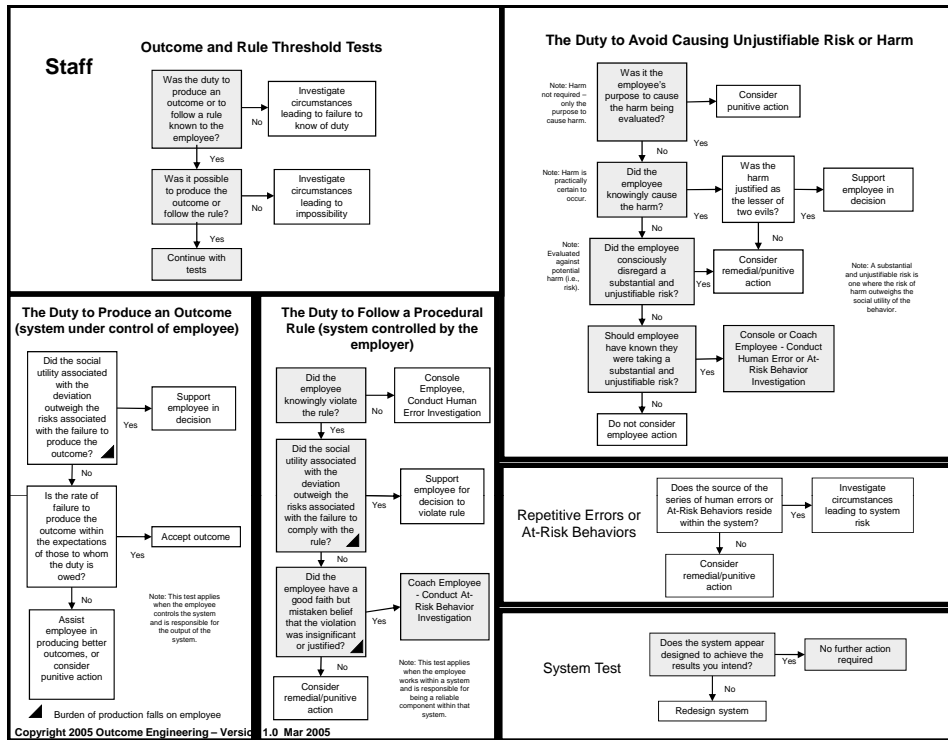 Staff
Outcome and Rule Threshold Tests
Was the duty to
produce an
outcome or to
follow a rule
known to the
employee?
No
Investigate
circumstances
leading to failure to
know of duty
Yes
Was it possible
to produce the
outcome or
follow the rule?
No
Investigate
circumstances
leading to
impossibility
Yes
Continue with
tests
The Duty to Avoid Causing Unjustifiable Risk or Harm
Note: Harm
not required –
only the
purpose to
cause harm.
Was it the
employee's
purpose to cause
the harm being
evaluated?
Yes
Consider
punitive action
No
Note: Harm is
practically
certain to
occur.
Did the
employee
knowingly cause
the harm?
Yes
Was the
harm
justified as
the lesser of
two evils?
Yes
Support
employee in
decision
No
No
Note:
Evaluated
against
potential
harm (i.e.,
risk).
Did the employee
consciously
disregard a
substantial and
unjustifiable risk?
Yes
Consider
remedial/punitive
action
Note: A substantial
and unjustifiable risk is
one where the risk of
harm outweighs the
social utility of the
behavior.
No
Should employee
have known they
were taking a
substantial and
unjustifiable risk?
Yes
Console or Coach
Employee - Conduct
Human Error or At-
Risk Behavior
Investigation
No
Do not consider
employee action
The Duty to Produce an Outcome
(system under control of employee)
Did the social
utility associated
with the
deviation
outweigh the
risks associated
with the failure to
produce the
outcome?
Yes
Support
employee in
decision
No
Is the rate of
failure to
produce the
outcome within
the expectations
of those to whom
the duty is
owed?
Yes
Accept outcome
No
Assist
employee in
producing better
outcomes, or
consider
punitive action
Note: This test applies
when the employee
controls the system
and is responsible for
the output of the
system.
Burden of production falls on employee
The Duty to Follow a Procedural
Rule (system controlled by the
employer)
Did the
employee
knowingly violate
the rule?
No
Console
Employee,
Conduct Human
Error Investigation
Yes
Did the social
utility associated
with the
deviation
outweigh the
risks associated
with the failure to
comply with the
rule?
Yes
Support
employee for
decision to
violate rule
No
Did the
employee have a
good faith but
mistaken belief
that the violation
was insignificant
or justified?
Yes
Coach Employee
- Conduct At-
Risk Behavior
Investigation
No
Consider
remedial/punitive
action
Note: This test applies
when the employee
works within a system
and is responsible for
being a reliable
component within that
system.
Repetitive Errors or
At-Risk Behaviors
Does the source of the
series of human errors or
At-Risk Behaviors reside
within the system?
Yes
Investigate
circumstances
leading to system
risk
No
Consider
remedial/punitive
action
System Test
Does the system appear
designed to achieve the
results you intend?
Yes
No further action
required
No
Redesign system
Copyright 2005 Outcome Engineering – Versic 1.0 Mar 2005